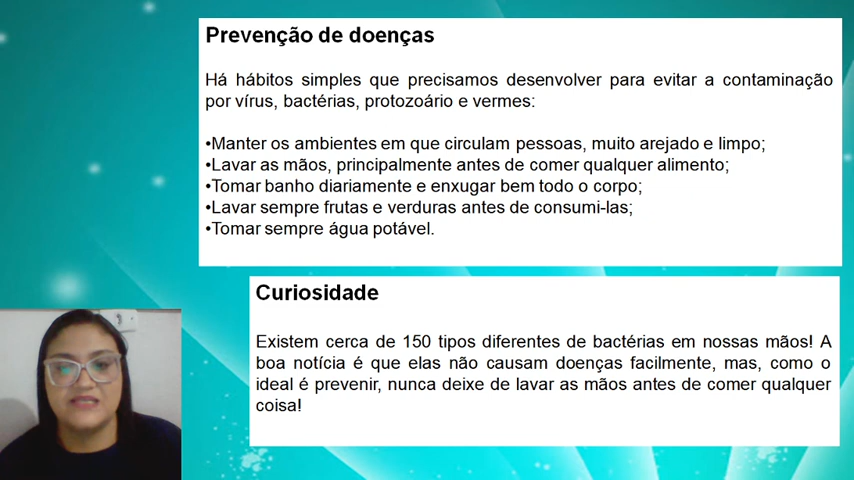 Prevenção de doenças
Há hábitos simples que precisamos desenvolver para evitar a contaminação
por vírus, bactérias, protozoário e vermes:
•Manter os ambientes em que circulam pessoas, muito arejado e limpo;
•Lavar as mãos, principalmente antes de comer qualquer alimento;
•Tomar banho diariamente e enxugar bem todo o corpo;
•Lavar sempre frutas e verduras antes de consumi-las;
•Tomar sempre água potável.
Curiosidade
Existem cerca de 150 tipos diferentes de bactérias em nossas mãos! A
boa notícia é que elas não causam doenças facilmente, mas, como o
ideal é prevenir, nunca deixe de lavar as mãos antes de comer qualquer
coisa!